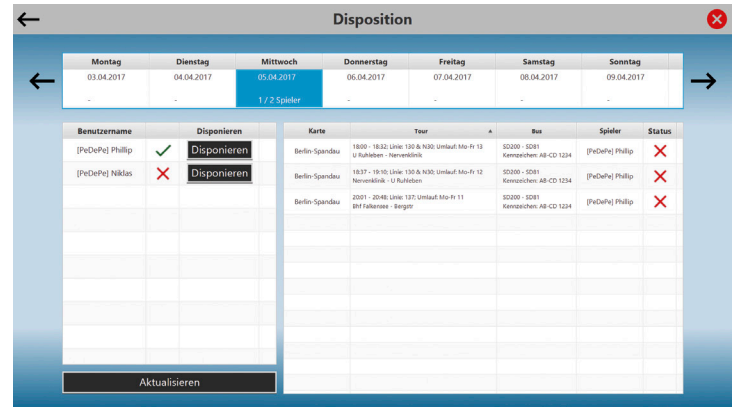 Disposition
Montag Dienstag Mittwoch Donnerstag Freitag Samstag Sonntag
03.04.2017 04.04.2017 05.04.2017 06.04.2017 07.04.2017 08.04.2017 09.04.2017
- - 1 / 2 Spieler - - - -
Benutzername Disponieren
[PeDePe] Phillip Disponieren
[PeDePe] Niklas Disponieren
Aktualisieren
Karte Tour Bus Spieler Status
Berlin-Spandau 18:00 - 18:32; Linie: 130 & N30; Umlauf: Mo-Fr 13 SD200 - SD81 [PeDePe] Phillip
U Ruhleben - Nervenklinik Kennzeichen: AB-CD 1234
Berlin-Spandau 18:37 - 19:10; Linie: 130 & N30; Umlauf: Mo-Fr 12 SD200 - SD81 [PeDePe] Phillip
Nervenklinik - U Ruhleben Kennzeichen: AB-CD 1234
Berlin-Spandau 20:01 - 20:48; Linie: 137; Umlauf: Mo-Fr 11 SD200 - SD81 [PeDePe] Phillip
Bhf Falkensee - Bergstr Kennzeichen: AB-CD 1234